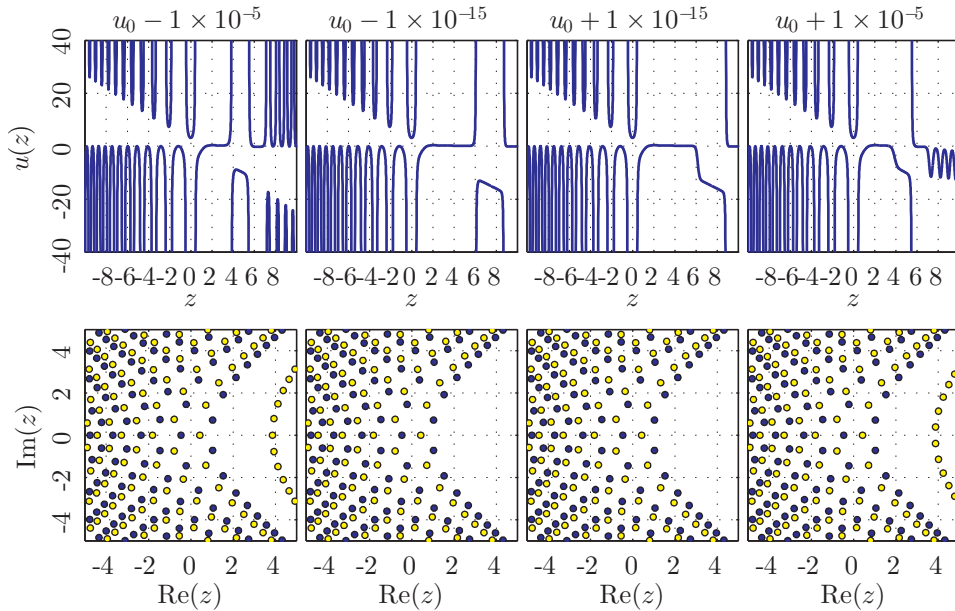 u₀ − 1 × 10⁻⁵
u₀ − 1 × 10⁻¹⁵
u₀ + 1 × 10⁻¹⁵
u₀ + 1 × 10⁻⁵
u(z)
40
20
0
-20
-40
-8 -6 -4 -2 0 2 4 6 8
-8 -6 -4 -2 0 2 4 6 8
-8 -6 -4 -2 0 2 4 6 8
-8 -6 -4 -2 0 2 4 6 8
z
z
z
z
Im(z)
4
2
0
-2
-4
-4 -2 0 2 4
-4 -2 0 2 4
-4 -2 0 2 4
-4 -2 0 2 4
Re(z)
Re(z)
Re(z)
Re(z)